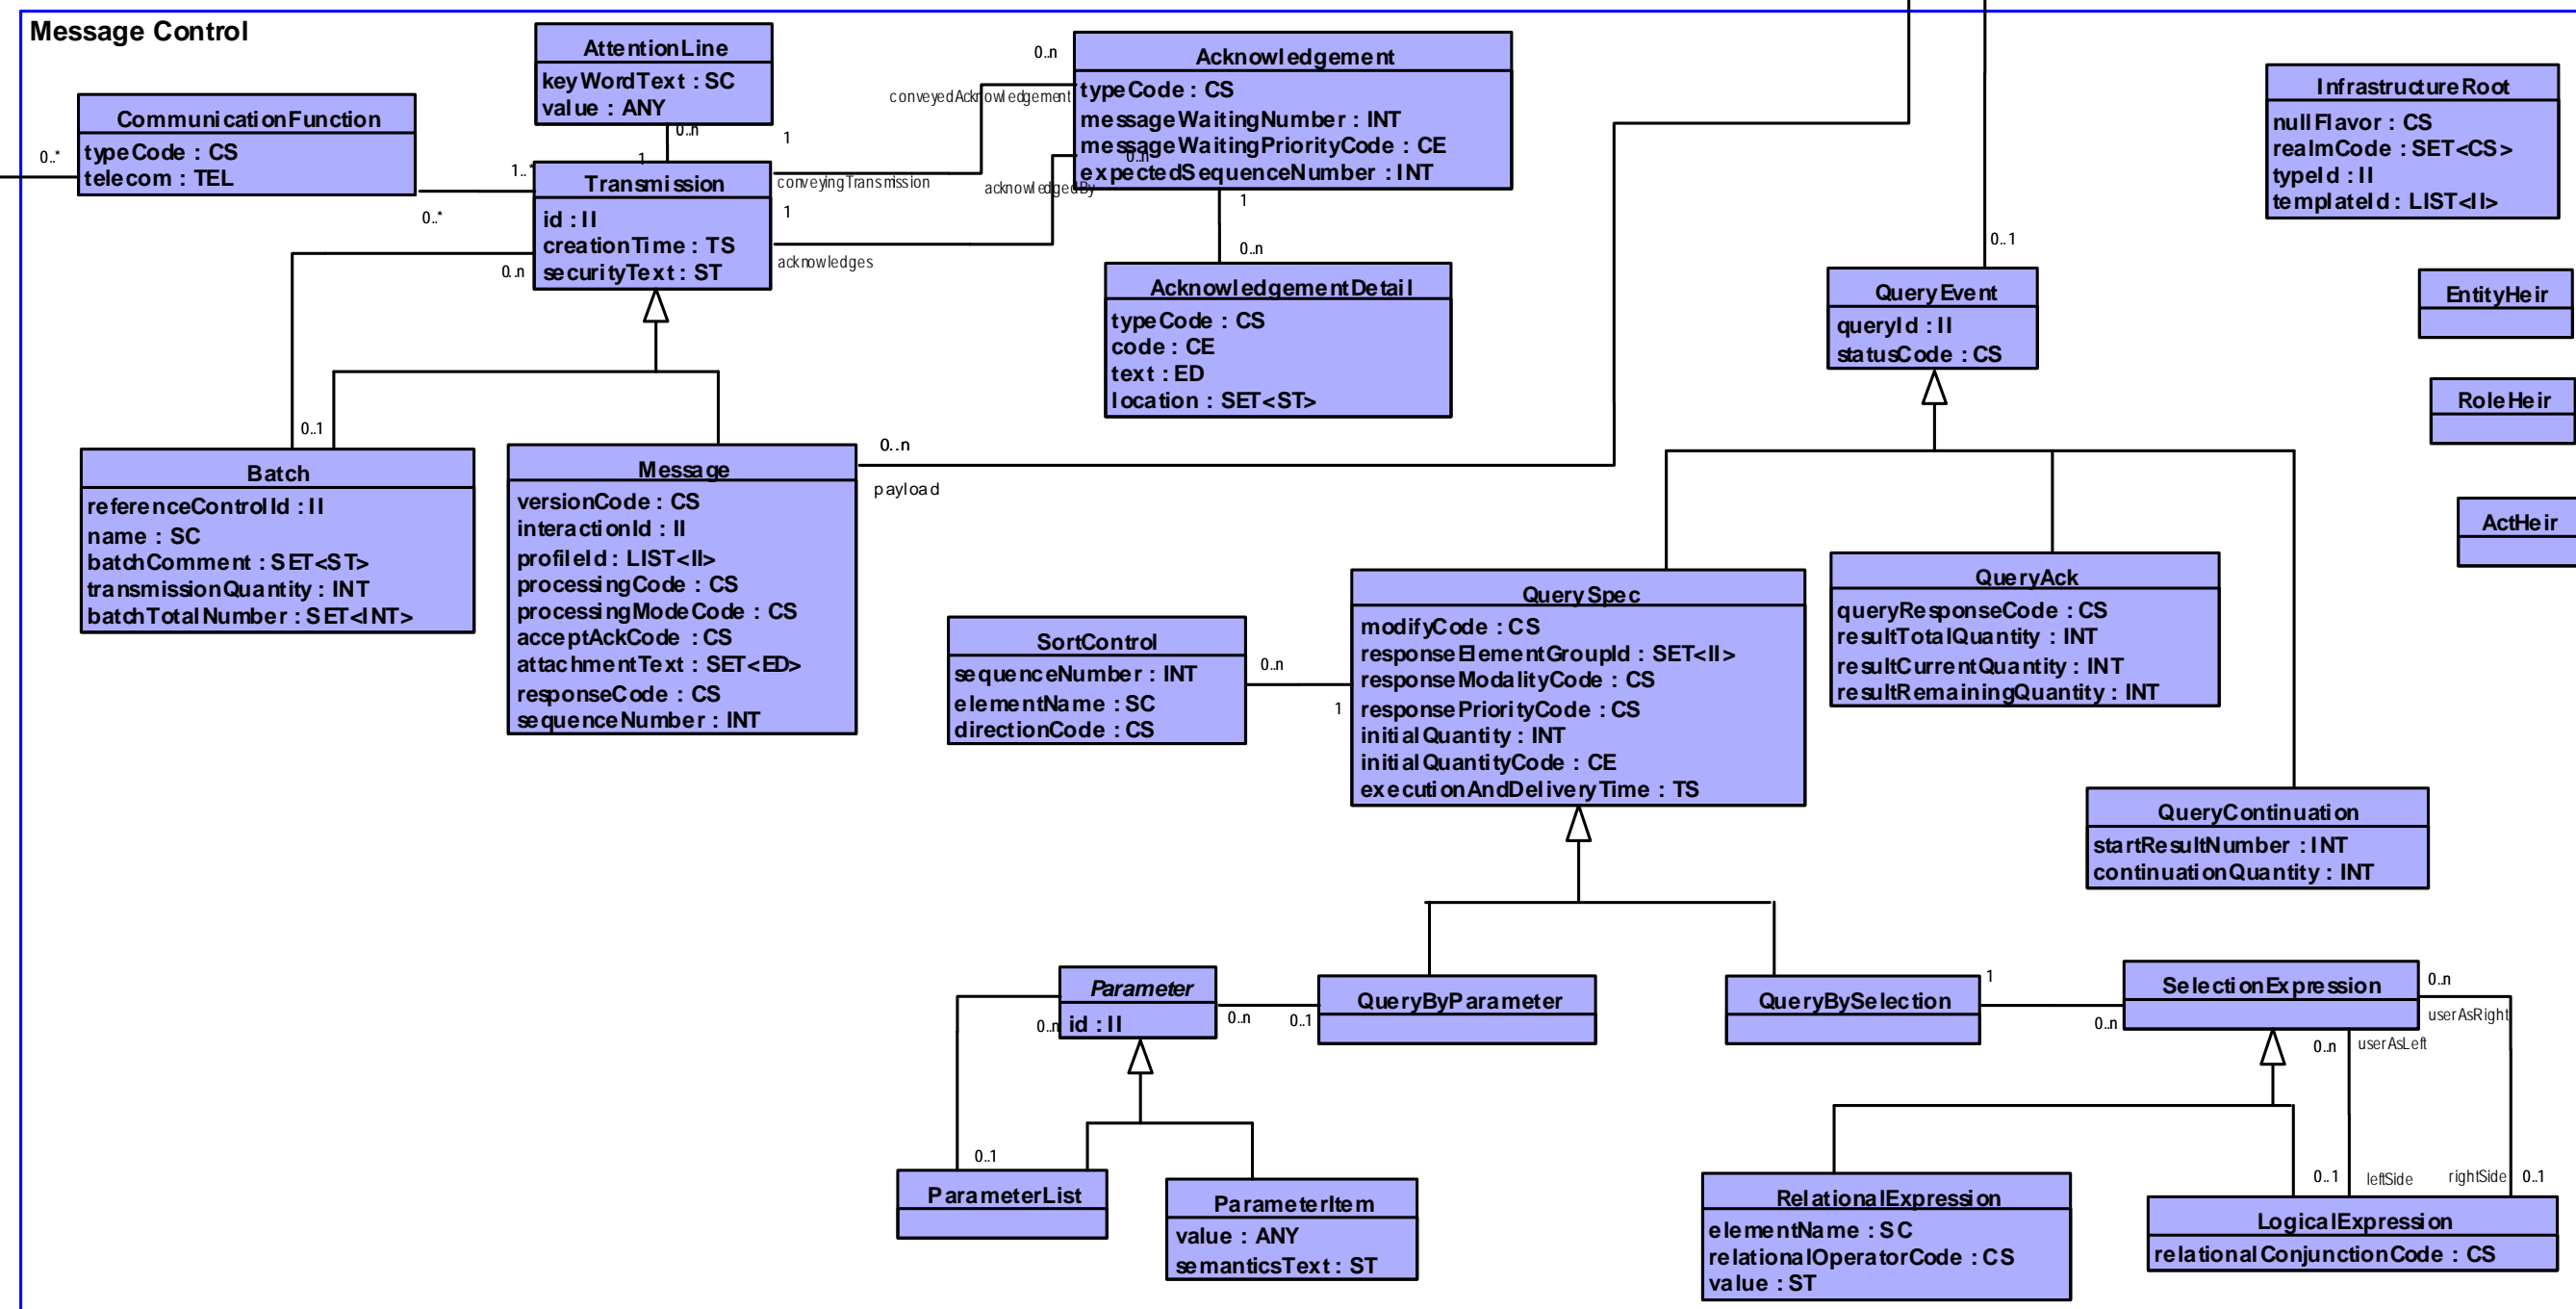 Message Control
AttentionLine
keyWordText : SC
value : ANY
0..n
1
CommunicationFunction
typeCode : CS
telecom : TEL
0..*
1..*
0..*
Transmission
id : II
creationTime : TS
securityText : ST
0..n
1
conveyingTransmission
1
acknowledges
0..n
conveyedAcknowledgement
0..n
acknowledgedBy
Acknowledgement
typeCode : CS
messageWaitingNumber : INT
messageWaitingPriorityCode : CE
expectedSequenceNumber : INT
1
0..n
AcknowledgementDetail
typeCode : CS
code : CE
text : ED
location : SET<ST>
InfrastructureRoot
nullFlavor : CS
realmCode : SET<CS>
typeId : II
templateId : LIST<II>
0..1
QueryEvent
queryId : II
statusCode : CS
EntityHeir
RoleHeir
ActHeir
0..1
Batch
referenceControlId : II
name : SC
batchComment : SET<ST>
transmissionQuantity : INT
batchTotalNumber : SET<INT>
Message
versionCode : CS
interactionId : II
profileId : LIST<II>
processingCode : CS
processingModeCode : CS
acceptAckCode : CS
attachmentText : SET<ED>
responseCode : CS
sequenceNumber : INT
0..n
payload
SortControl
sequenceNumber : INT
elementName : SC
directionCode : CS
0..n
1
QuerySpec
modifyCode : CS
responseElementGroupId : SET<II>
responseModalityCode : CS
responsePriorityCode : CS
initialQuantity : INT
initialQuantityCode : CE
executionAndDeliveryTime : TS
QueryAck
queryResponseCode : CS
resultTotalQuantity : INT
resultCurrentQuantity : INT
resultRemainingQuantity : INT
QueryContinuation
startResultNumber : INT
continuationQuantity : INT
Parameter
id : II
0..n
0..n
0..1
QueryByParameter
QueryBySelection
1
0..n
SelectionExpression
0..n
userAsRight
0..n
userAsLeft
0..1
ParameterList
ParameterItem
value : ANY
semanticsText : ST
RelationalExpression
elementName : SC
relationalOperatorCode : CS
value : ST
0..1
leftSide
rightSide
0..1
LogicalExpression
relationalConjunctionCode : CS